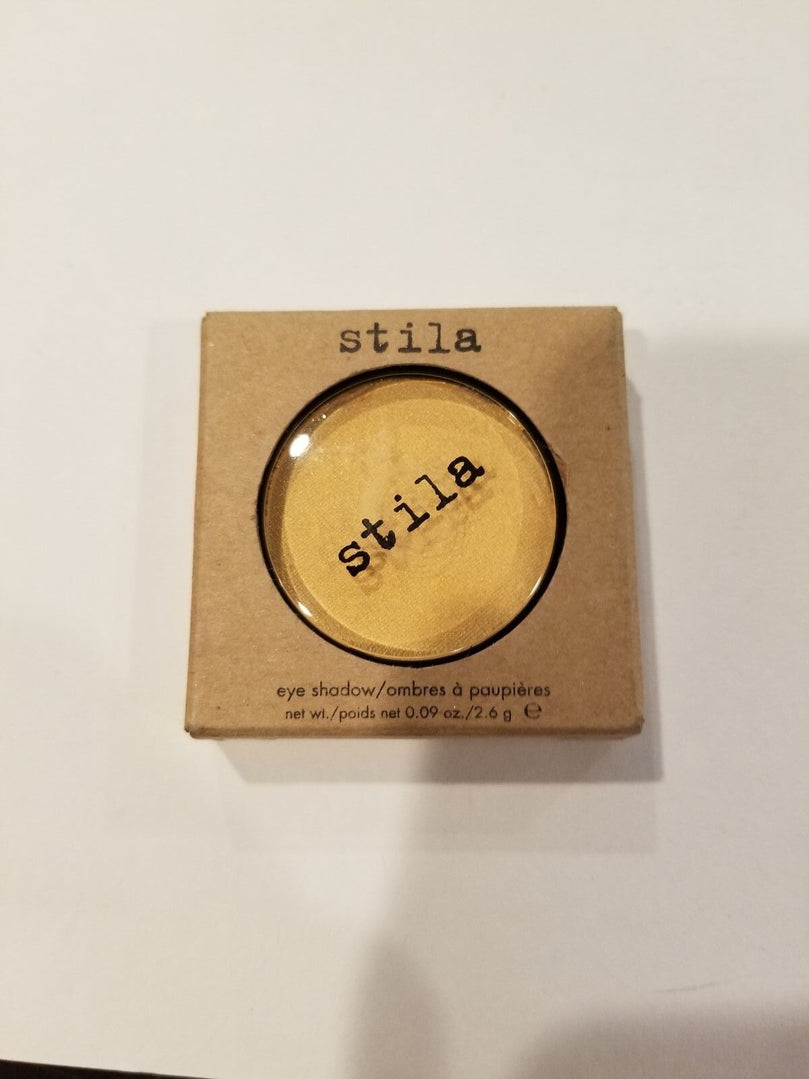 stila
stila
eye shadow/ombres à paupières
net wt./poids net 0.09 oz./2.6 g ℮